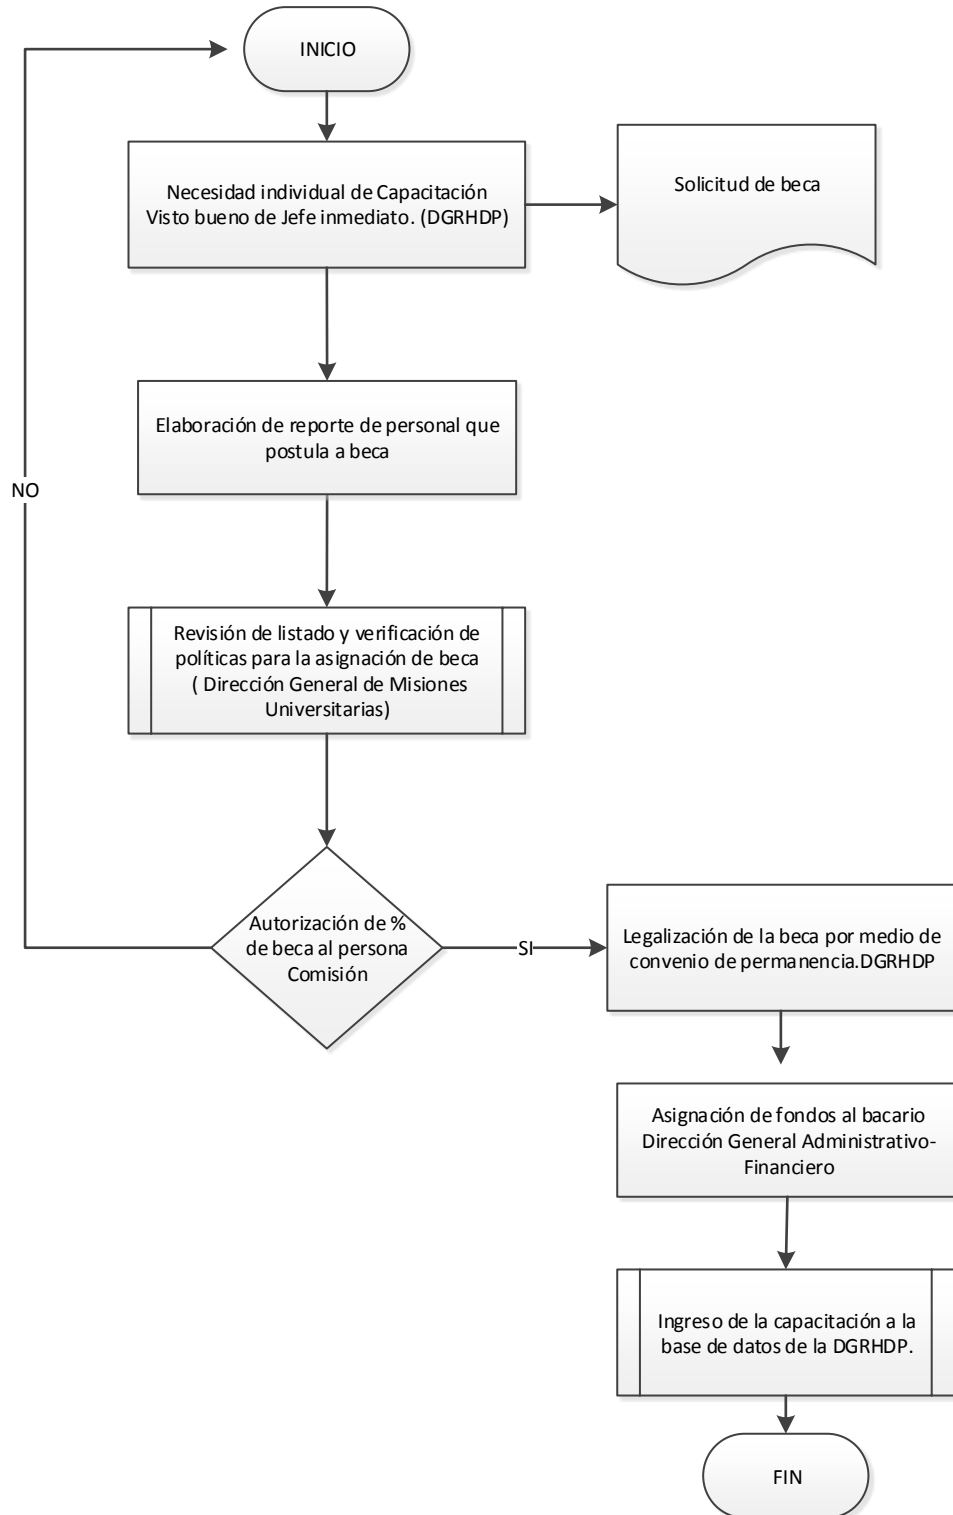 INICIO
Necesidad individual de Capacitación
Visto bueno de Jefe inmediato. (DGRHDP)
Solicitud de beca
Elaboración de reporte de personal que
postula a beca
NO
Revisión de listado y verificación de
políticas para la asignación de beca
( Dirección General de Misiones
Universitarias)
Autorización de %
de beca al persona
Comisión
SI
Legalización de la beca por medio de
convenio de permanencia.DGRHDP
Asignación de fondos al bacario
Dirección General Administrativo-
Financiero
Ingreso de la capacitación a la
base de datos de la DGRHDP.
FIN